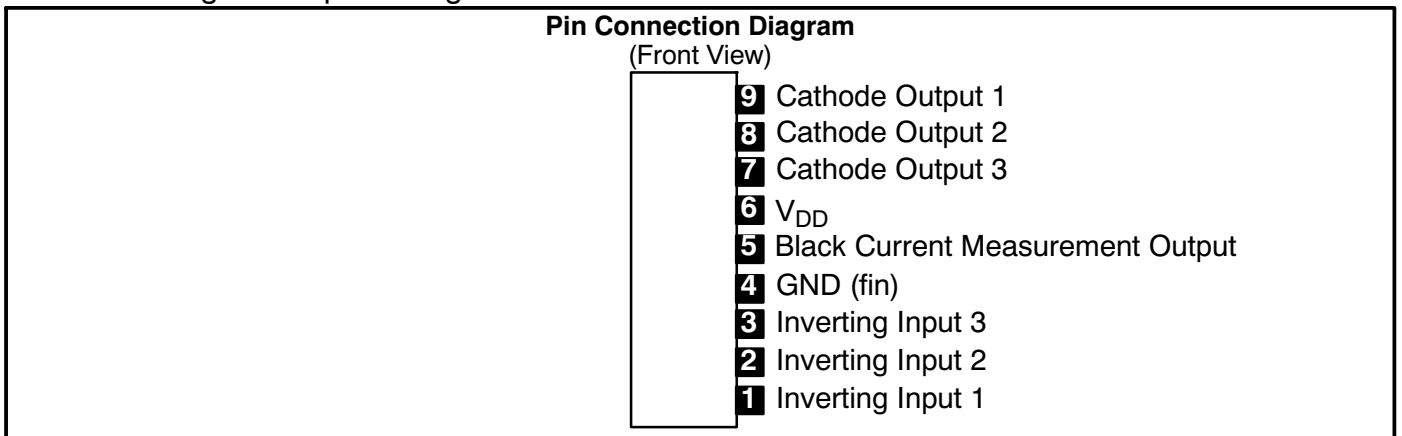 Pin Connection Diagram
(Front View)
9 Cathode Output 1
8 Cathode Output 2
7 Cathode Output 3
6 VDD
5 Black Current Measurement Output
4 GND (fin)
3 Inverting Input 3
2 Inverting Input 2
1 Inverting Input 1